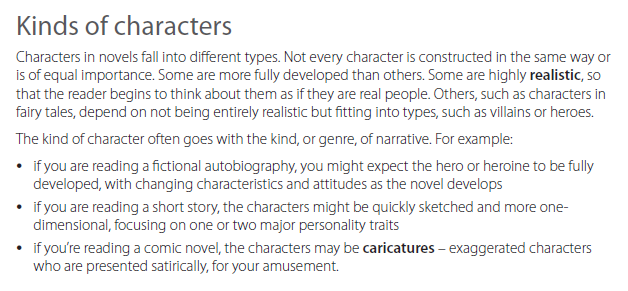 Kinds of characters
Characters in novels fall into different types. Not every character is constructed in the same way or
is of equal importance. Some are more fully developed than others. Some are highly realistic, so
that the reader begins to think about them as if they are real people. Others, such as characters in
fairy tales, depend on not being entirely realistic but fitting into types, such as villains or heroes.
The kind of character often goes with the kind, or genre, of narrative. For example:
• if you are reading a fictional autobiography, you might expect the hero or heroine to be fully
developed, with changing characteristics and attitudes as the novel develops
• if you are reading a short story, the characters might be quickly sketched and more one-
dimensional, focusing on one or two major personality traits
• if you're reading a comic novel, the characters may be caricatures – exaggerated characters
who are presented satirically, for your amusement.